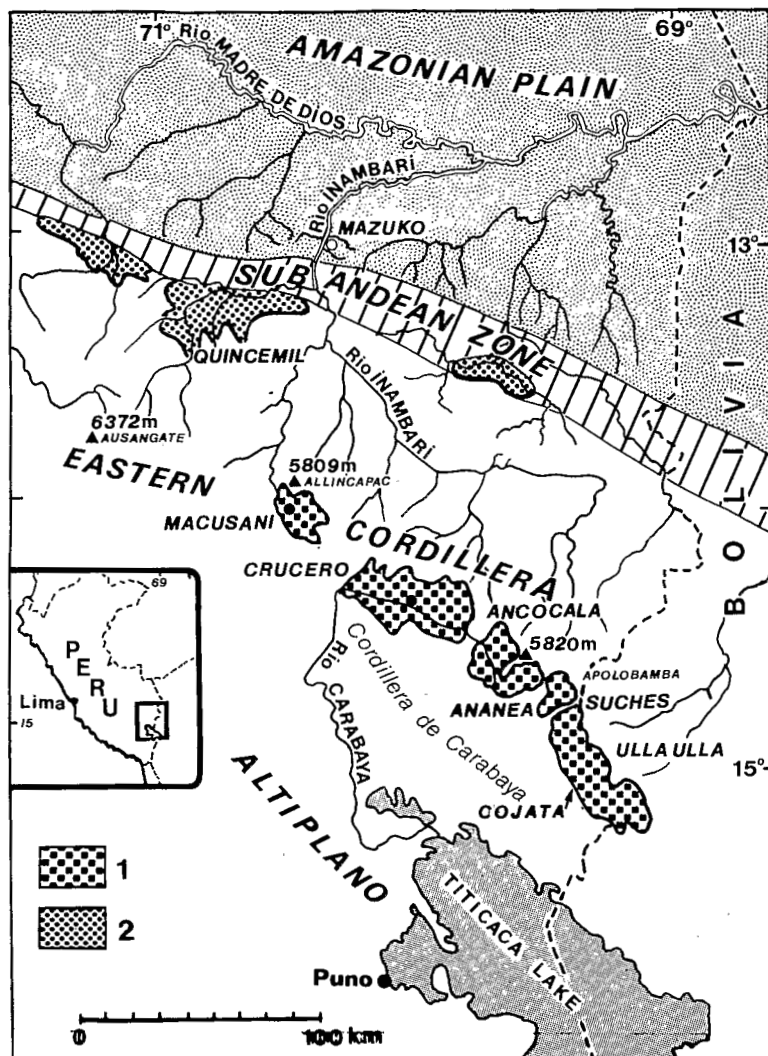 71°
69°
Rio MADRE DE DIOS
AMAZONIAN PLAIN
Rio INAMBARÍ
MAZUKO
13°
SUB ANDEAN ZONE
QUINCEMIL
Rio INAMBARÍ
BOLIVIA
6372m
AUSANGATE
EASTERN
5809m
ALLINCAPAC
MACUSANI
CORDILLERA
CRUCERO
ANCOCALA
5820m
APOLOBAMBA
ANANEA
SUCHES
Rio CARABAYA
Cordillera de Carabaya
ULLA ULLA
15°
COJATA
ALTIPLANO
69
PERU
Lima
15
1
2
TITICACA LAKE
Puno
0
100 km